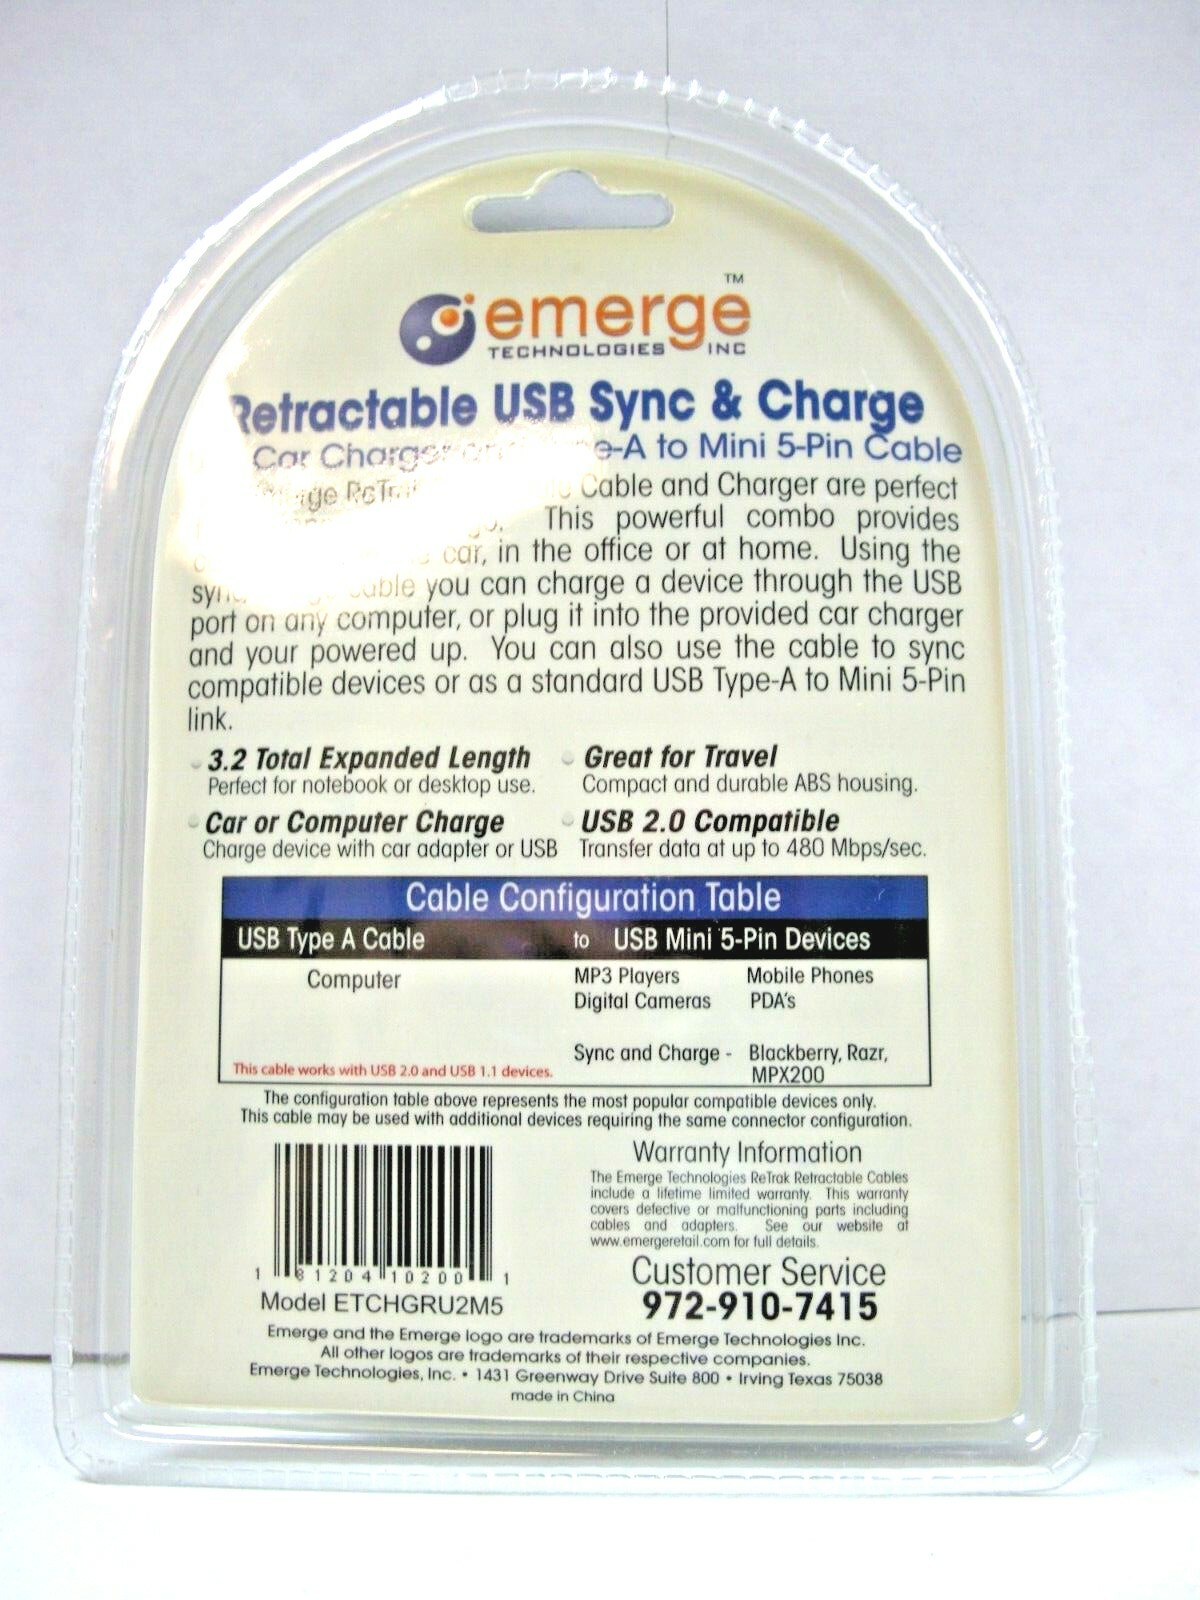 emerge™
TECHNOLOGIES INC
Retractable USB Sync & Charge
Car Charger Type-A to Mini 5-Pin Cable
Cable and Charger are perfect
This powerful combo provides
car, in the office or at home. Using the
cable you can charge a device through the USB
port on any computer, or plug it into the provided car charger
and your powered up. You can also use the cable to sync
compatible devices or as a standard USB Type-A to Mini 5-Pin
link.
3.2 Total Expanded Length
Perfect for notebook or desktop use.
Great for Travel
Compact and durable ABS housing.
Car or Computer Charge
Charge device with car adapter or USB
USB 2.0 Compatible
Transfer data at up to 480 Mbps/sec.
Cable Configuration Table
USB Type A Cable to USB Mini 5-Pin Devices
Computer
MP3 Players Mobile Phones
Digital Cameras PDA's
Sync and Charge - Blackberry, Razr,
MPX200
This cable works with USB 2.0 and USB 1.1 devices.
The configuration table above represents the most popular compatible devices only.
This cable may be used with additional devices requiring the same connector configuration.
1 81204 10200 1
Model ETCHGRU2M5
Warranty Information
The Emerge Technologies ReTrak Retractable Cables
include a lifetime limited warranty. This warranty
covers defective or malfunctioning parts including
cables and adapters. See our website at
www.emergeretail.com for full details.
Customer Service
972-910-7415
Emerge and the Emerge logo are trademarks of Emerge Technologies Inc.
All other logos are trademarks of their respective companies.
Emerge Technologies, Inc. • 1431 Greenway Drive Suite 800 • Irving Texas 75038
made in China